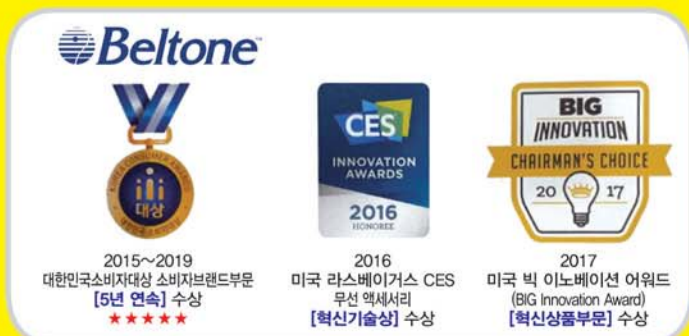 Beltone
대상
2015~2019
대한민국소비자대상 소비자브랜드부문
[5년 연속] 수상
★★★★★
CES
INNOVATION
AWARDS
2016
HONOREE
2016
미국 라스베이거스 CES
무선 액세서리
[혁신기술상] 수상
BIG
INNOVATION
CHAIRMAN'S CHOICE
20 17
2017
미국 빅 이노베이션 어워드
(BIG Innovation Award)
[혁신상품부문] 수상